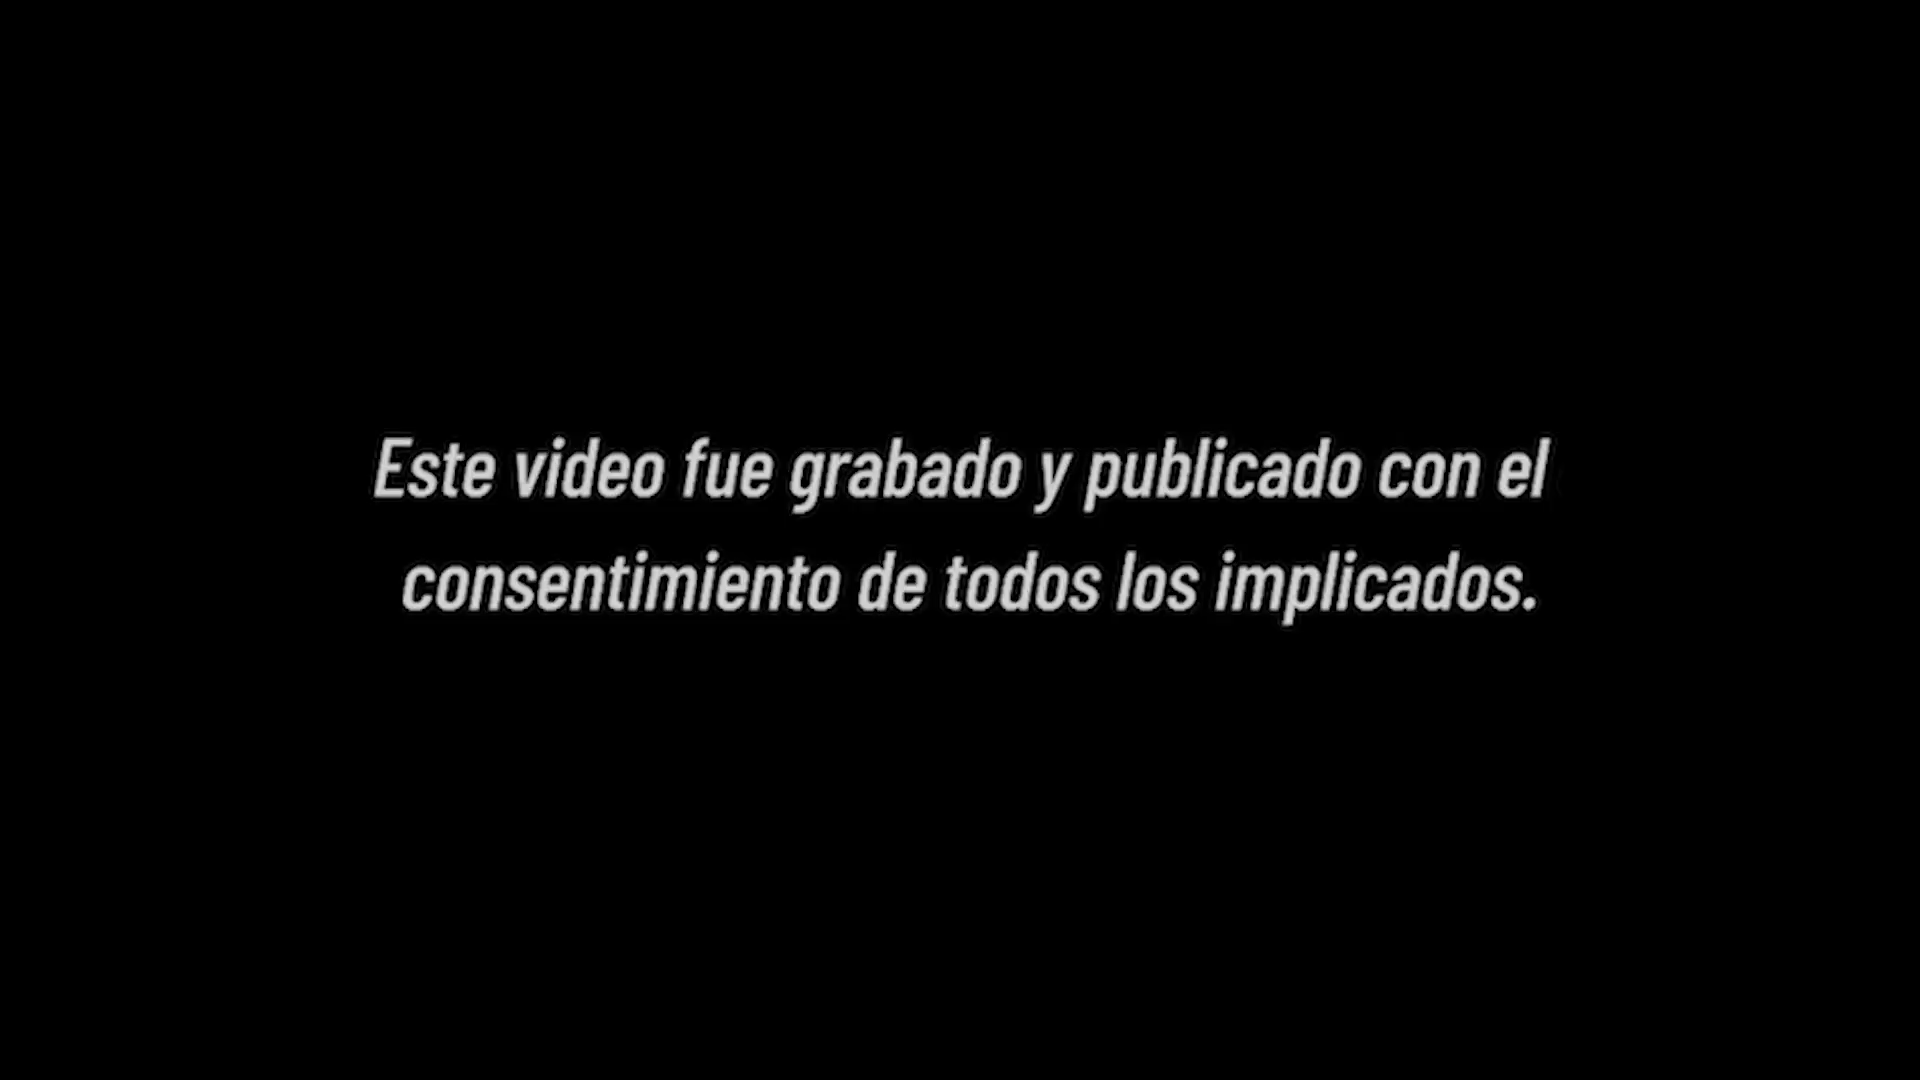 Este video fue grabado y publicado con el
consentimiento de todos los implicados.